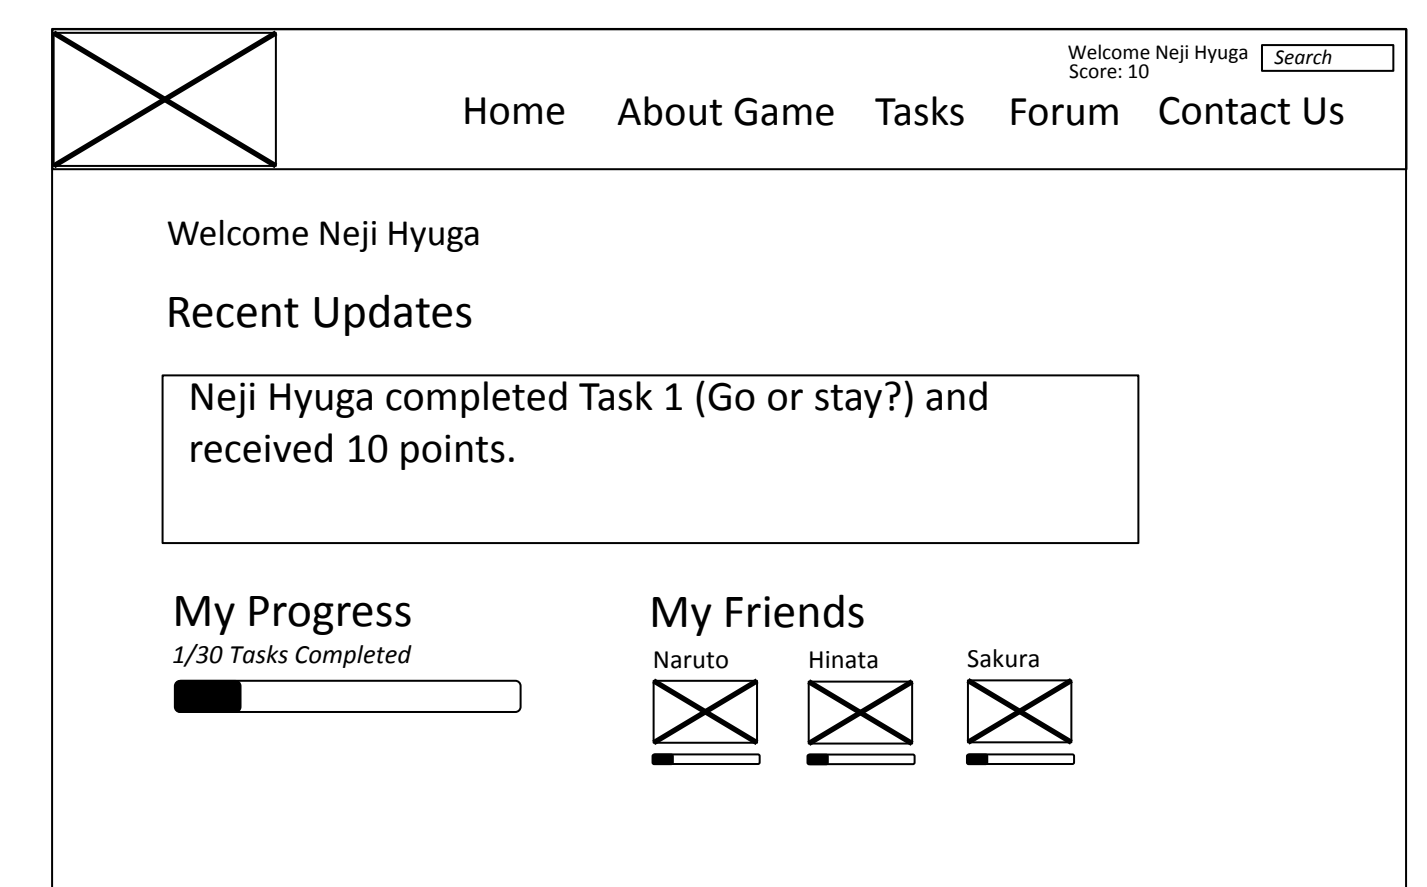 Welcome Neji Hyuga
Search
Score: 10
Home About Game Tasks Forum Contact Us
Welcome Neji Hyuga
Recent Updates
Neji Hyuga completed Task 1 (Go or stay?) and
received 10 points.
My Progress
1/30 Tasks Completed
My Friends
Naruto Hinata Sakura